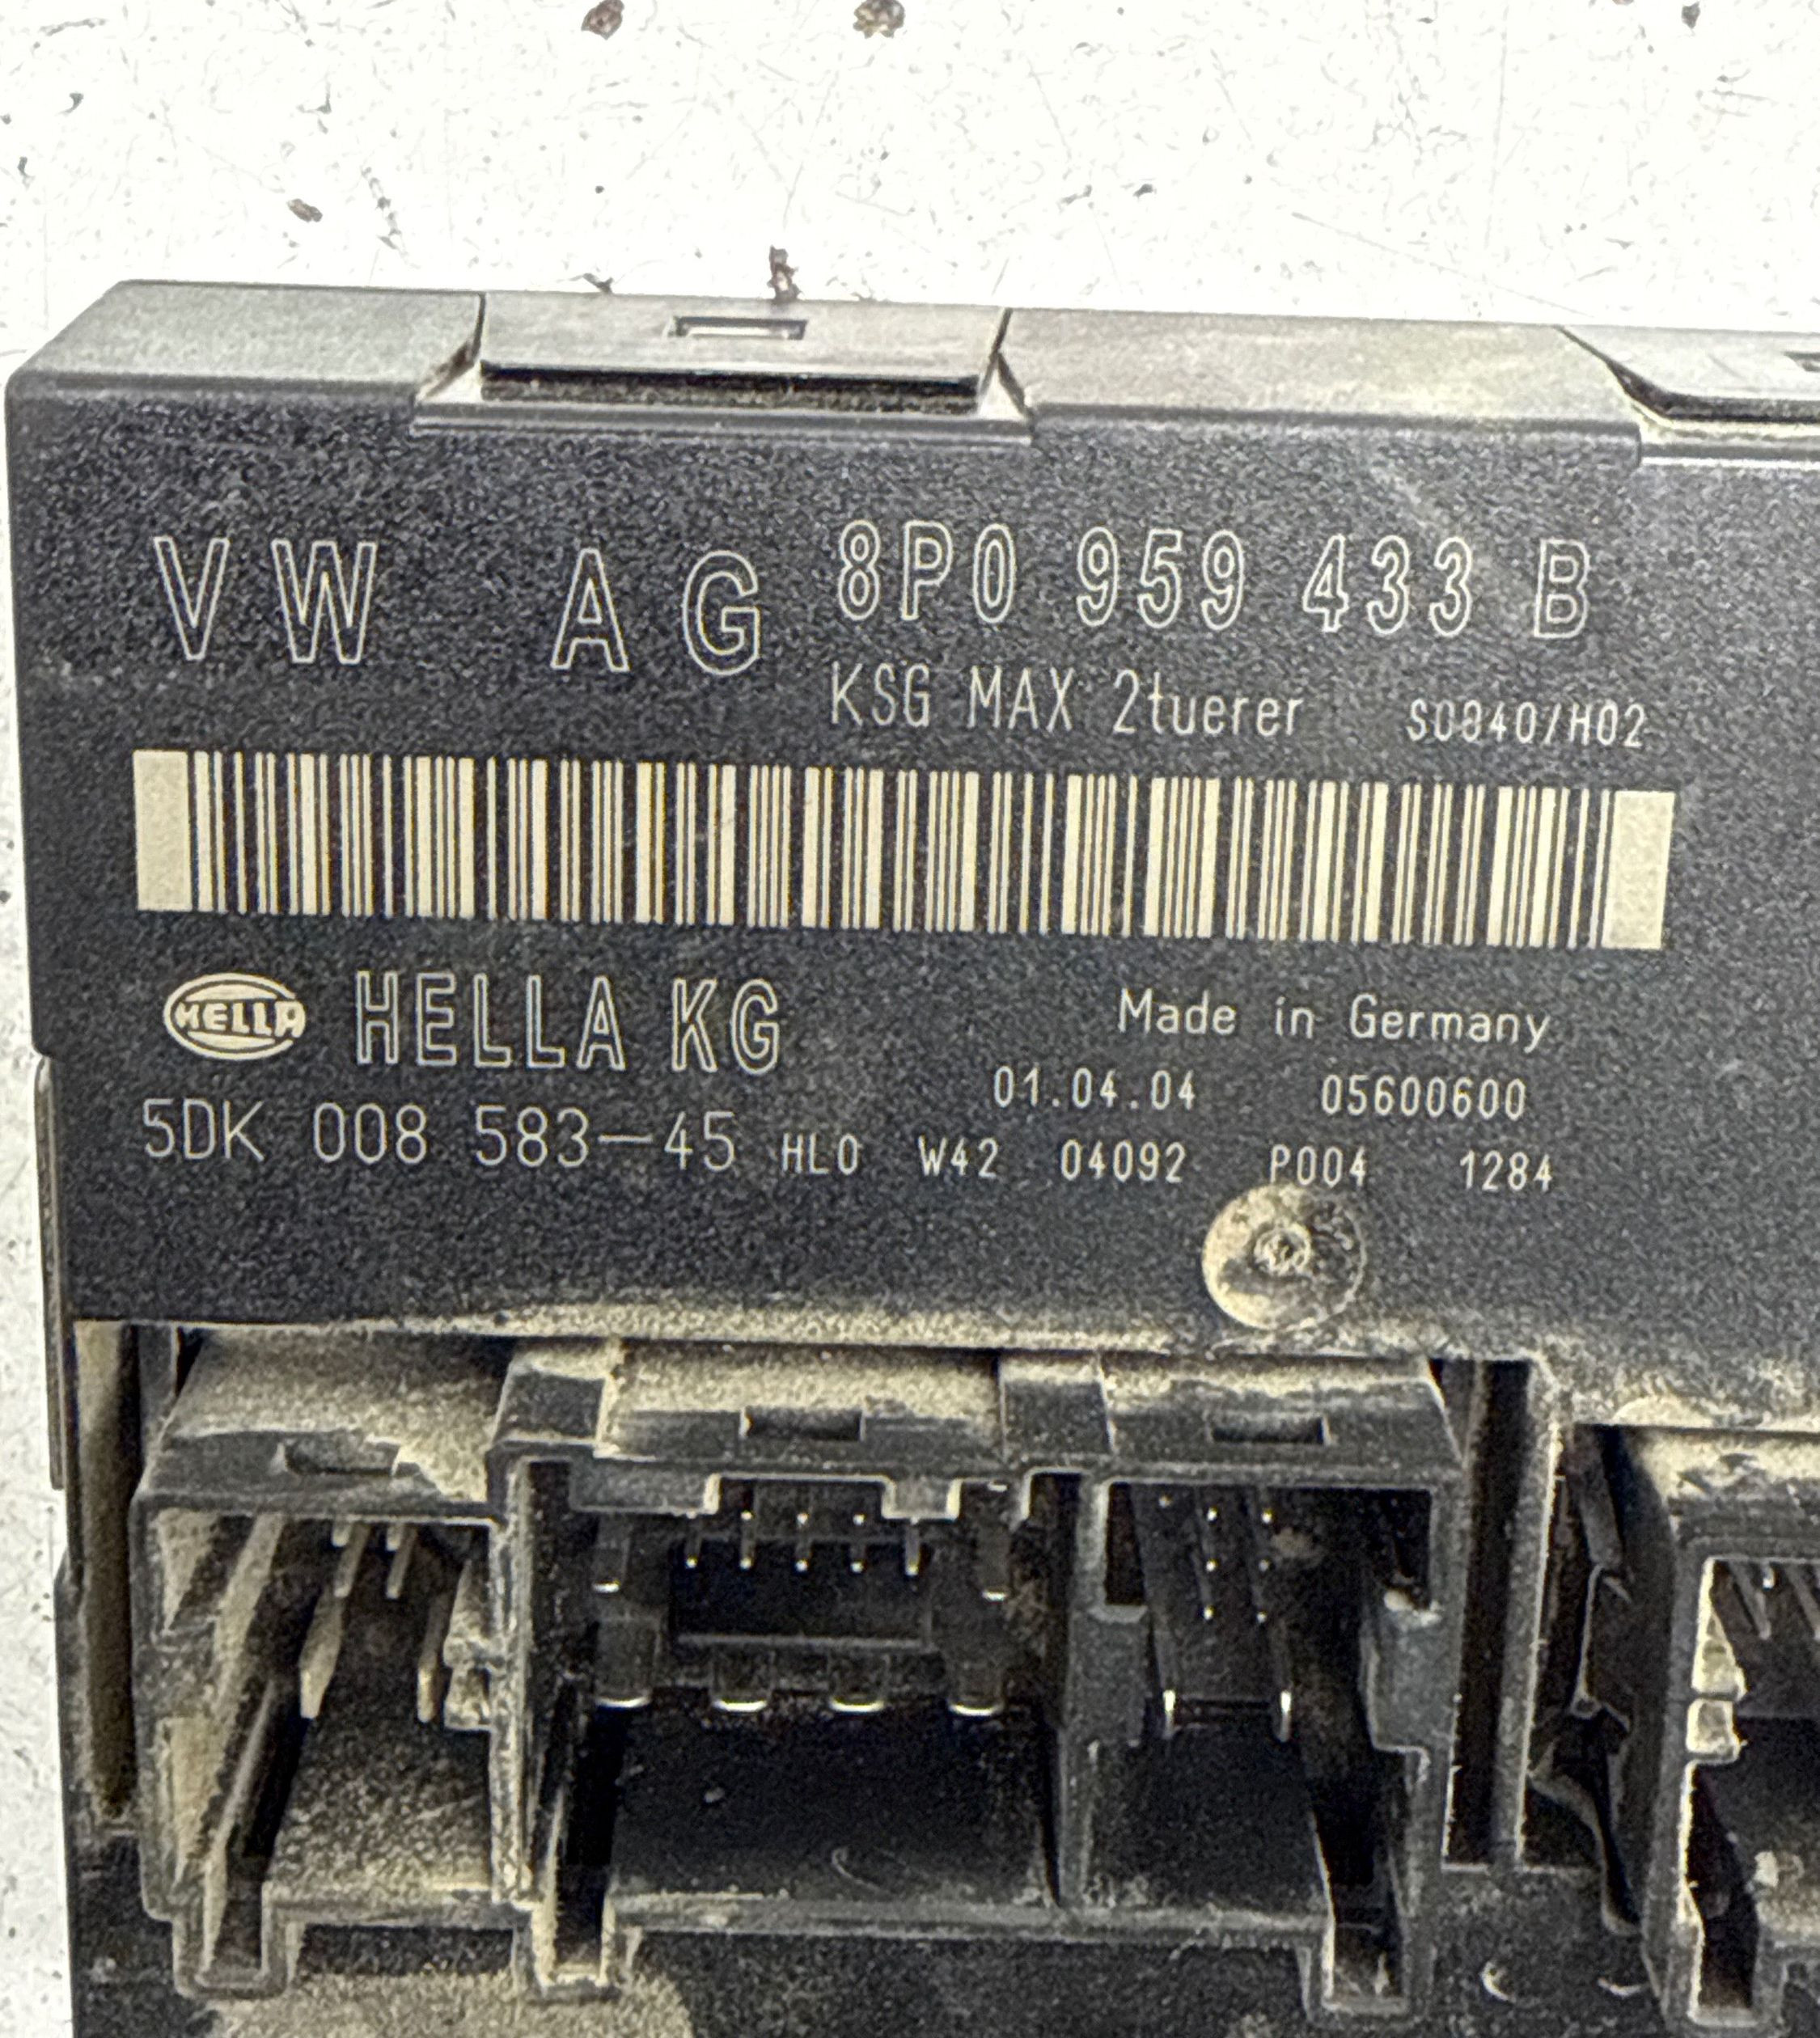 VW AG 8P0 959 433 B
KSG MAX 2tuerer S0040/H02
HELLA HELLA KG Made in Germany
01.04.04 05600600
5DK 008 583-45 HLO W42 04092 P004 1284